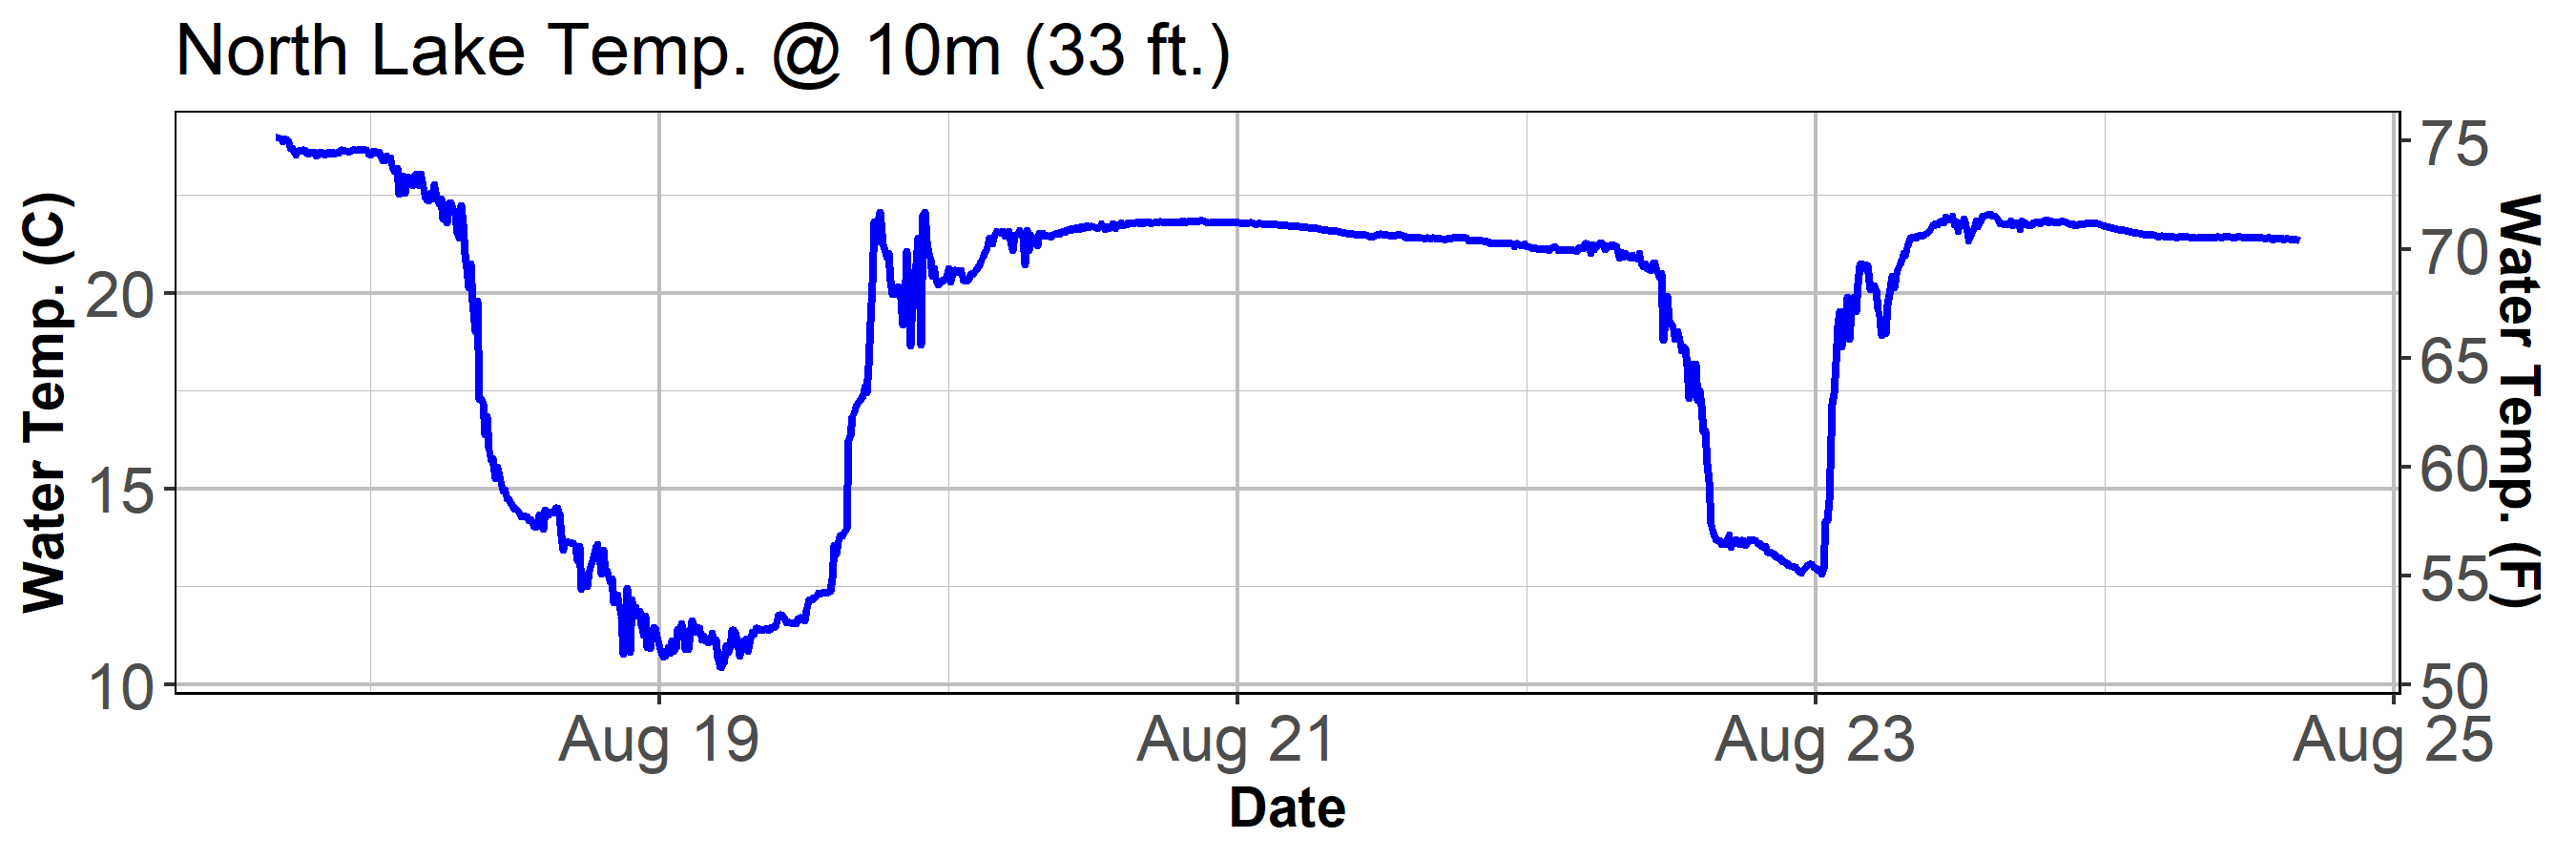 North Lake Temp. @ 10m (33 ft.)
Water Temp. (C)
20
15
10
75
70
65
60
55
50
Water Temp. (F)
Aug 19
Aug 21
Aug 23
Aug 25
Date